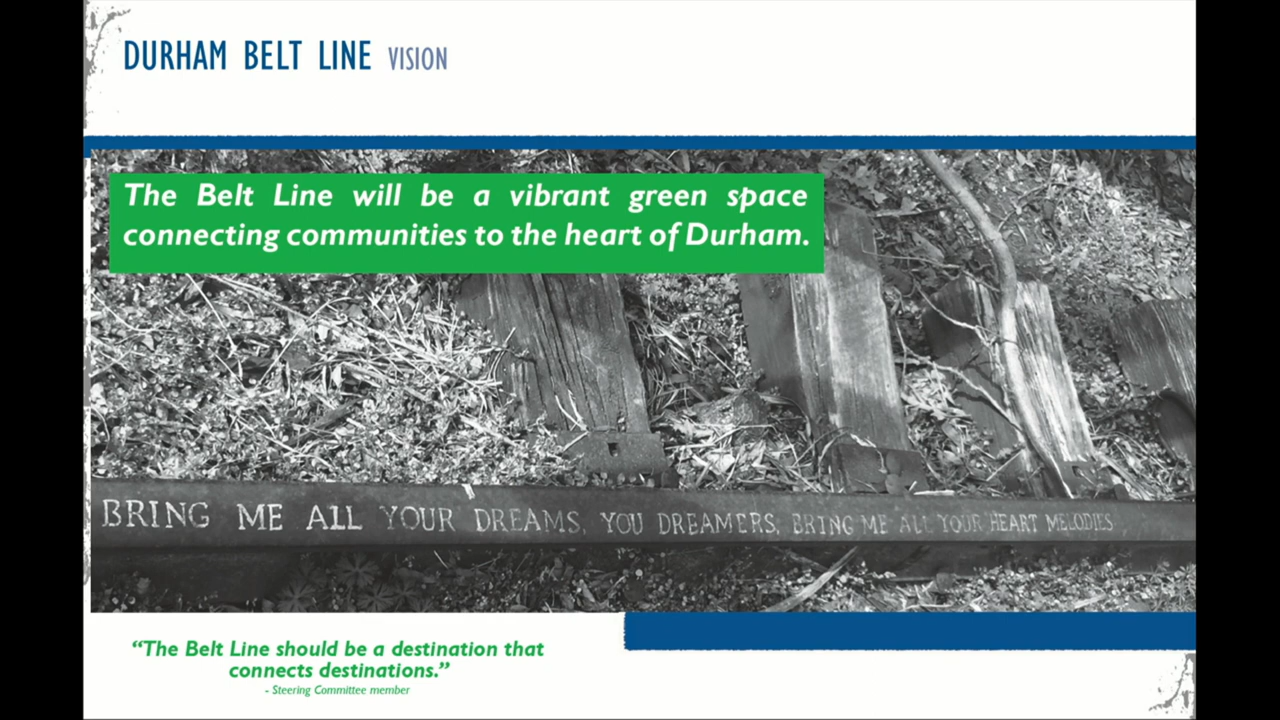 DURHAM BELT LINE VISION
The Belt Line will be a vibrant green space
connecting communities to the heart of Durham.
BRING ME ALL YOUR DREAMS, YOU DREAMERS, BRING ME ALL YOUR HEART MELODIES
“The Belt Line should be a destination that
connects destinations.”
- Steering Committee member